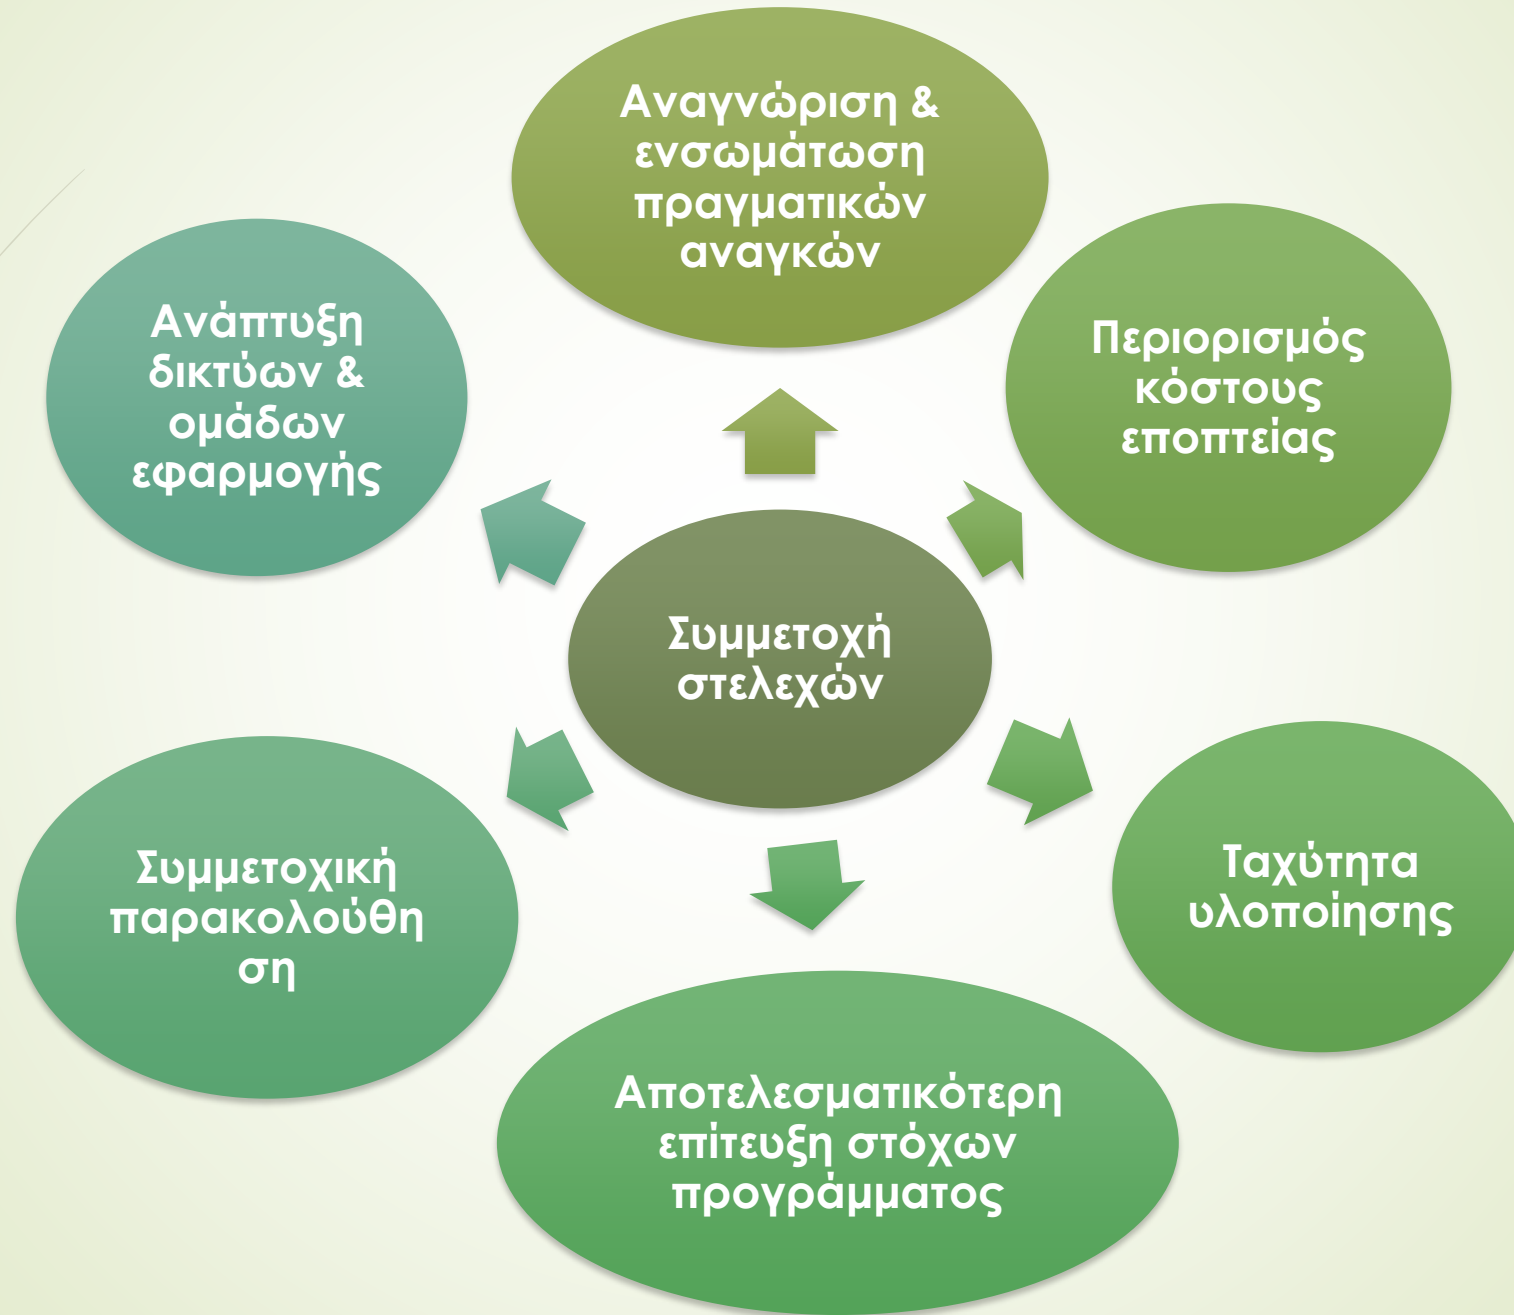 Αναγνώριση &
ενσωμάτωση
πραγματικών
αναγκών
Περιορισμός
κόστους
εποπτείας
Ταχύτητα
υλοποίησης
Αποτελεσματικότερη
επίτευξη στόχων
προγράμματος
Συμμετοχική
παρακολούθη
ση
Ανάπτυξη
δικτύων &
ομάδων
εφαρμογής
Συμμετοχή
στελεχών